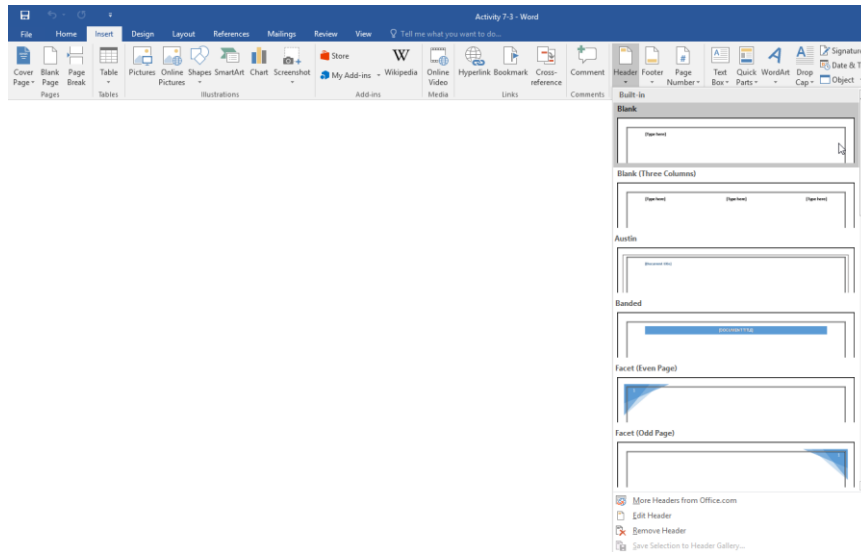 Activity 7-3 - Word
File Home Insert Design Layout References Mailings Review View Tell me what you want to do...
Cover Page Blank Page Page Break Table Pictures Online Pictures Shapes SmartArt Chart Screenshot Store My Add-ins Wikipedia Online Video Hyperlink Bookmark Cross-reference Comment Header Footer Page Number Text Box Quick Parts WordArt Drop Cap Signature Date & T Object
Pages Tables Illustrations Add-ins Media Links Comments Built-in
Blank
[Type here]
Blank (Three Columns)
[Type here] [Type here] [Type here]
Austin
[Document title]
Banded
[DOCUMENT TITLE]
Facet (Even Page)
Facet (Odd Page)
More Headers from Office.com
Edit Header
Remove Header
Save Selection to Header Gallery...